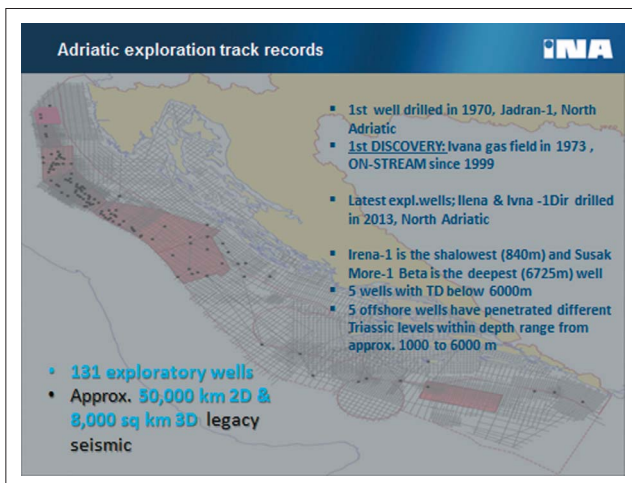 Adriatic exploration track records
INA
1st well drilled in 1970, Jadran-1, North
Adriatic
1st DISCOVERY: Ivana gas field in 1973 ,
ON-STREAM since 1999
Latest expl.wells; Ilena & Ivna -1Dir drilled
in 2013, North Adriatic
Irena-1 is the shalowest (840m) and Susak
More-1 Beta is the deepest (6725m) well
5 wells with TD below 6000m
5 offshore wells have penetrated different
Triassic levels within depth range from
approx. 1000 to 6000 m
• 131 exploratory wells
• Approx. 50,000 km 2D &
8,000 sq km 3D legacy
seismic